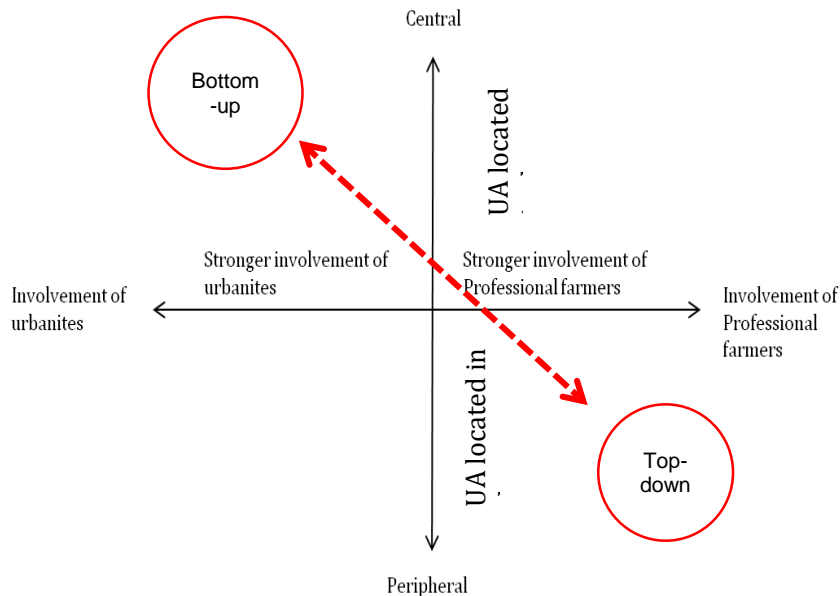 Central
Bottom
-up
UA located
Stronger involvement of
urbanites
Stronger involvement of
Professional farmers
Involvement of
urbanites
Involvement of
Professional
farmers
UA located in
Top-
down
Peripheral